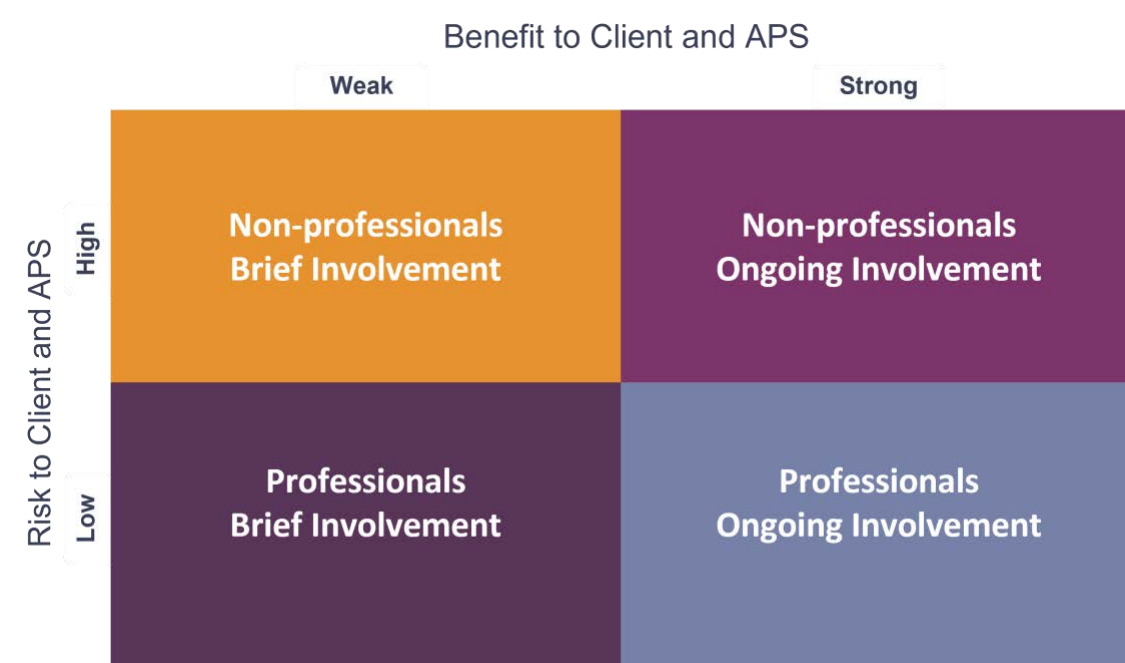 Benefit to Client and APS
Weak
Strong
Risk to Client and APS
High
Non-professionals
Brief Involvement
Non-professionals
Ongoing Involvement
Low
Professionals
Brief Involvement
Professionals
Ongoing Involvement